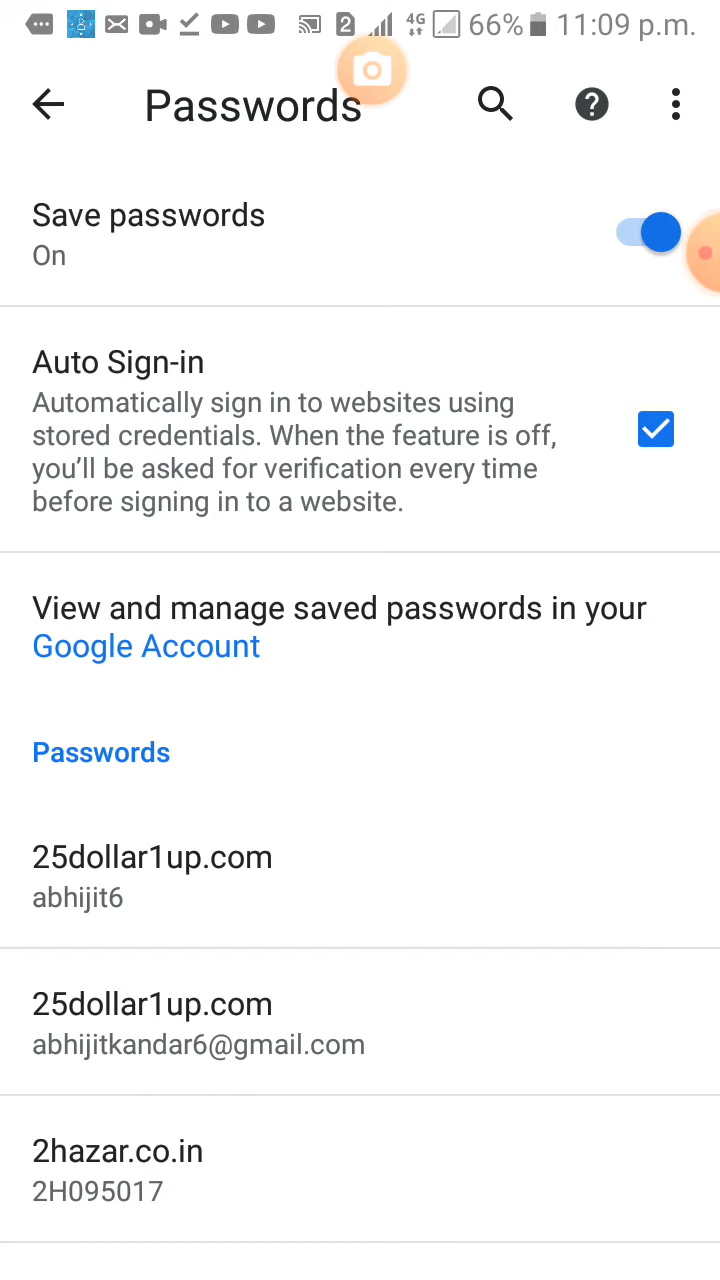 2 4G 66% 11:09 p.m.
Passwords
Save passwords
On
Auto Sign-in
Automatically sign in to websites using
stored credentials. When the feature is off,
you’ll be asked for verification every time
before signing in to a website.
View and manage saved passwords in your
Google Account
Passwords
25dollar1up.com
abhijit6
25dollar1up.com
abhijitkandar6@gmail.com
2hazar.co.in
2H095017